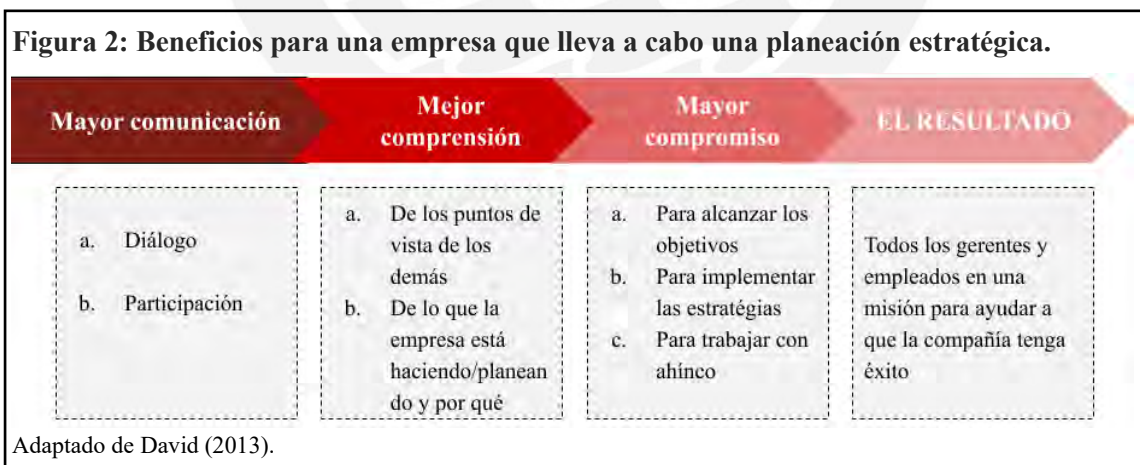 Figura 2: Beneficios para una empresa que lleva a cabo una planeación estratégica.
Mayor comunicación
Mejor
comprensión
Mayor
compromiso
EL RESULTADO
a. Diálogo
b. Participación
a. De los puntos de
vista de los
demás
b. De lo que la
empresa está
haciendo/planean
do y por qué
a. Para alcanzar los
objetivos
b. Para implementar
las estratégias
c. Para trabajar con
ahínco
Todos los gerentes y
empleados en una
misión para ayudar a
que la compañía tenga
éxito
Adaptado de David (2013).